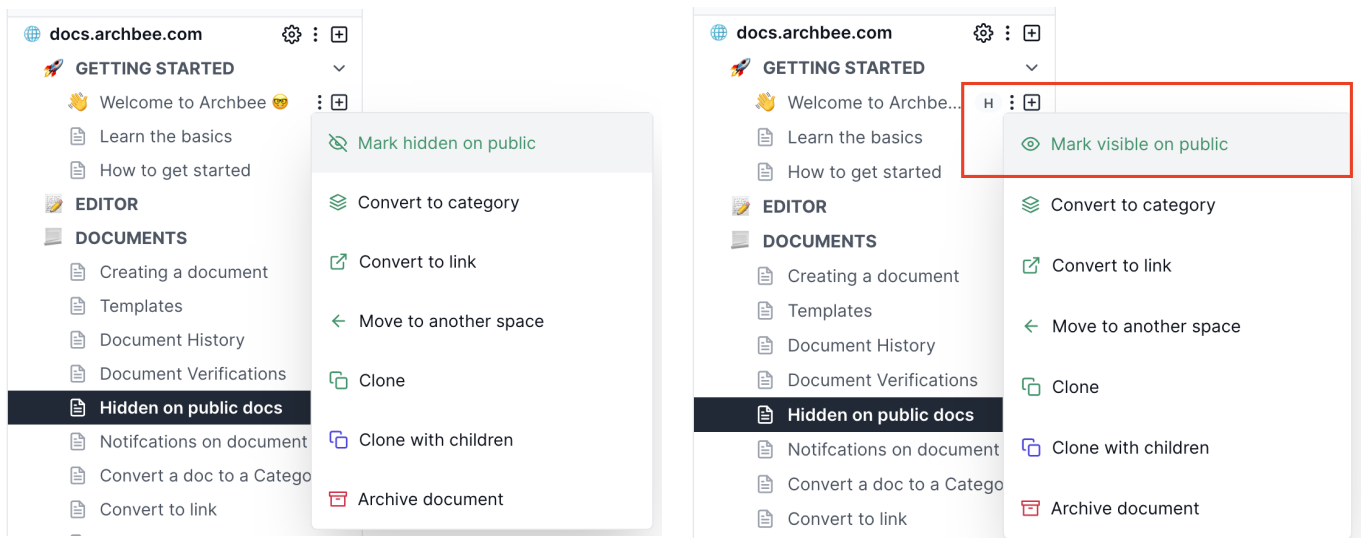 docs.archbee.com
GETTING STARTED
Welcome to Archbee 🤓
Learn the basics
How to get started
EDITOR
DOCUMENTS
Creating a document
Templates
Document History
Document Verifications
Hidden on public docs
Notifcations on document
Convert a doc to a Catego
Convert to link
Mark hidden on public
Convert to category
Convert to link
Move to another space
Clone
Clone with children
Archive document
docs.archbee.com
GETTING STARTED
Welcome to Archbe... H
Learn the basics
How to get started
EDITOR
DOCUMENTS
Creating a document
Templates
Document History
Document Verifications
Hidden on public docs
Notifcations on document
Convert a doc to a Catego
Convert to link
Mark visible on public
Convert to category
Convert to link
Move to another space
Clone
Clone with children
Archive document